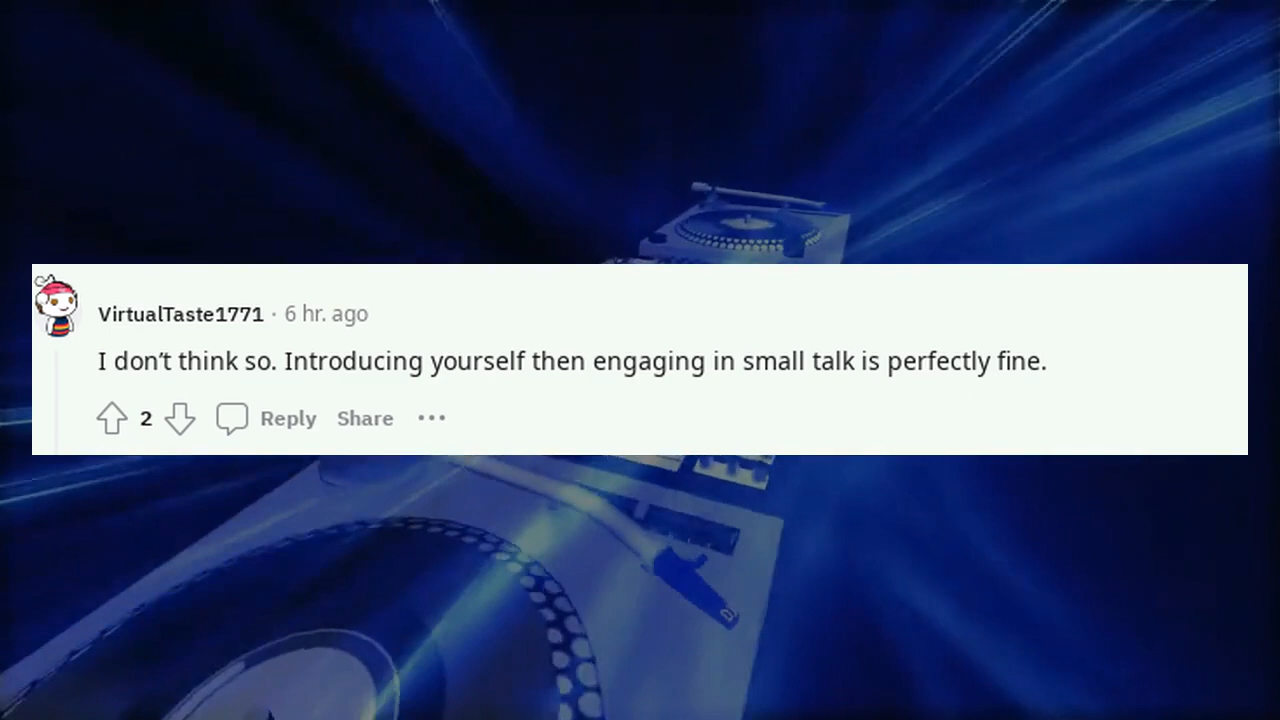 VirtualTaste1771 · 6 hr. ago
I don’t think so. Introducing yourself then engaging in small talk is perfectly fine.
2 Reply Share ···